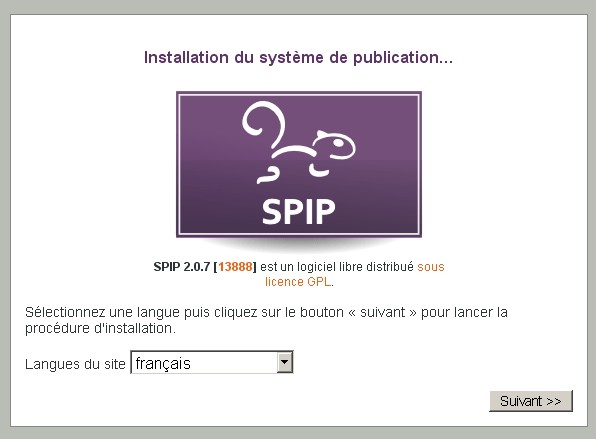 Installation du système de publication...
SPIP
SPIP 2.0.7 [13888] est un logiciel libre distribué sous
licence GPL.
Sélectionnez une langue puis cliquez sur le bouton « suivant » pour lancer la
procédure d'installation.
Langues du site français
Suivant >>